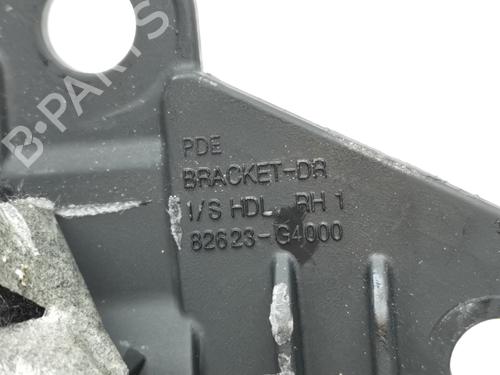 B-PARTS
PDE
BRACKET-DR
I/S HDL, RH 1
82623-G4000